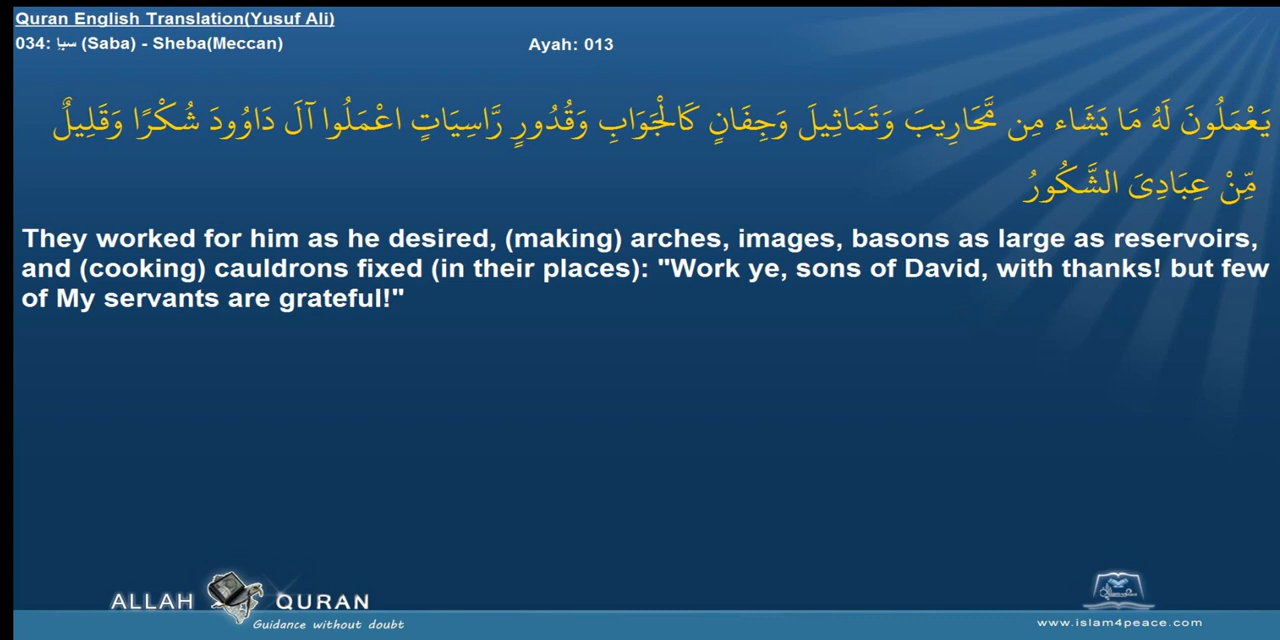 Quran English Translation(Yusuf Ali)
034: سبإ (Saba) - Sheba(Meccan)
Ayah: 013
يَعْمَلُونَ لَهُ مَا يَشَاء مِن مَّحَارِيبَ وَتَمَاثِيلَ وَجِفَانٍ كَالْجَوَابِ وَقُدُورٍ رَّاسِيَاتٍ اعْمَلُوا آلَ دَاوُودَ شُكْرًا وَقَلِيلٌ
مِّنْ عِبَادِيَ الشَّكُورُ
They worked for him as he desired, (making) arches, images, basons as large as reservoirs,
and (cooking) cauldrons fixed (in their places): "Work ye, sons of David, with thanks! but few
of My servants are grateful!"
ALLAH QURAN
Guidance without doubt
www.islam4peace.com